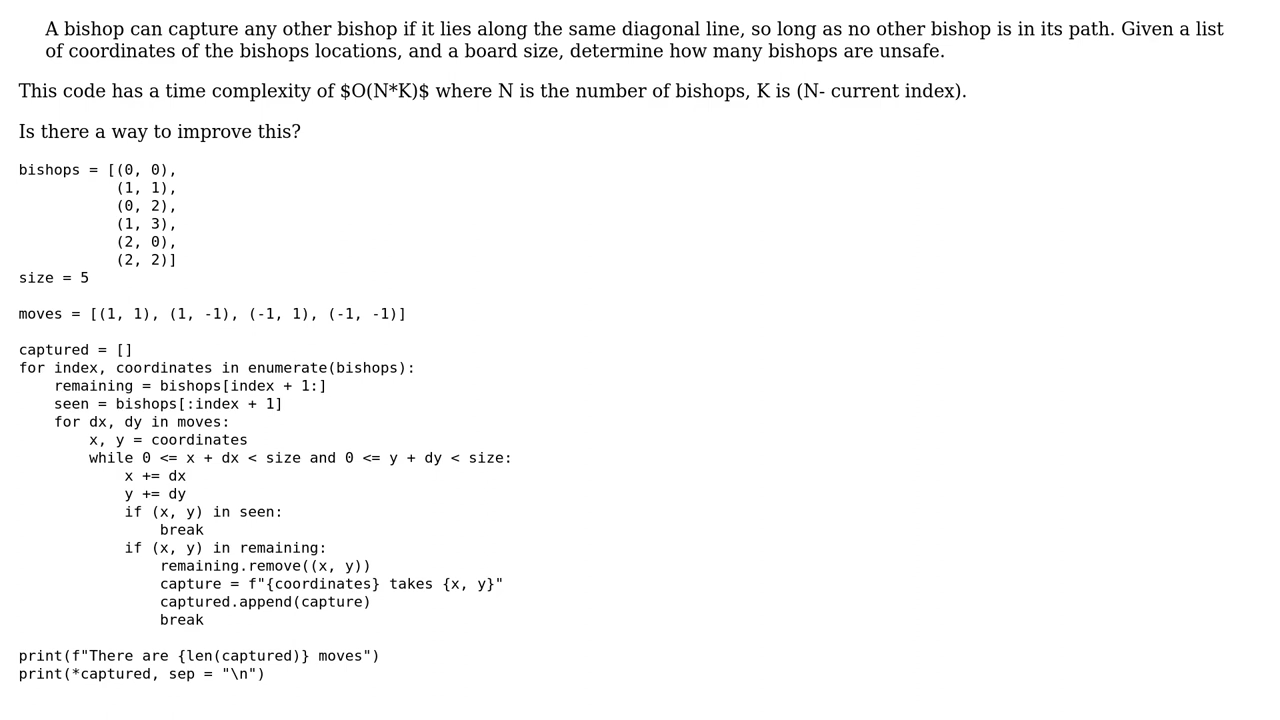 A bishop can capture any other bishop if it lies along the same diagonal line, so long as no other bishop is in its path. Given a list
of coordinates of the bishops locations, and a board size, determine how many bishops are unsafe.
This code has a time complexity of $O(N*K)$ where N is the number of bishops, K is (N- current index).
Is there a way to improve this?
bishops = [(0, 0),
           (1, 1),
           (0, 2),
           (1, 3),
           (2, 0),
           (2, 2)]
size = 5
moves = [(1, 1), (1, -1), (-1, 1), (-1, -1)]
captured = []
for index, coordinates in enumerate(bishops):
    remaining = bishops[index + 1:]
    seen = bishops[:index + 1]
    for dx, dy in moves:
        x, y = coordinates
        while 0 <= x + dx < size and 0 <= y + dy < size:
            x += dx
            y += dy
            if (x, y) in seen:
                break
            if (x, y) in remaining:
                remaining.remove((x, y))
                capture = f"{coordinates} takes {x, y}"
                captured.append(capture)
                break
print(f"There are {len(captured)} moves")
print(*captured, sep = "\n")